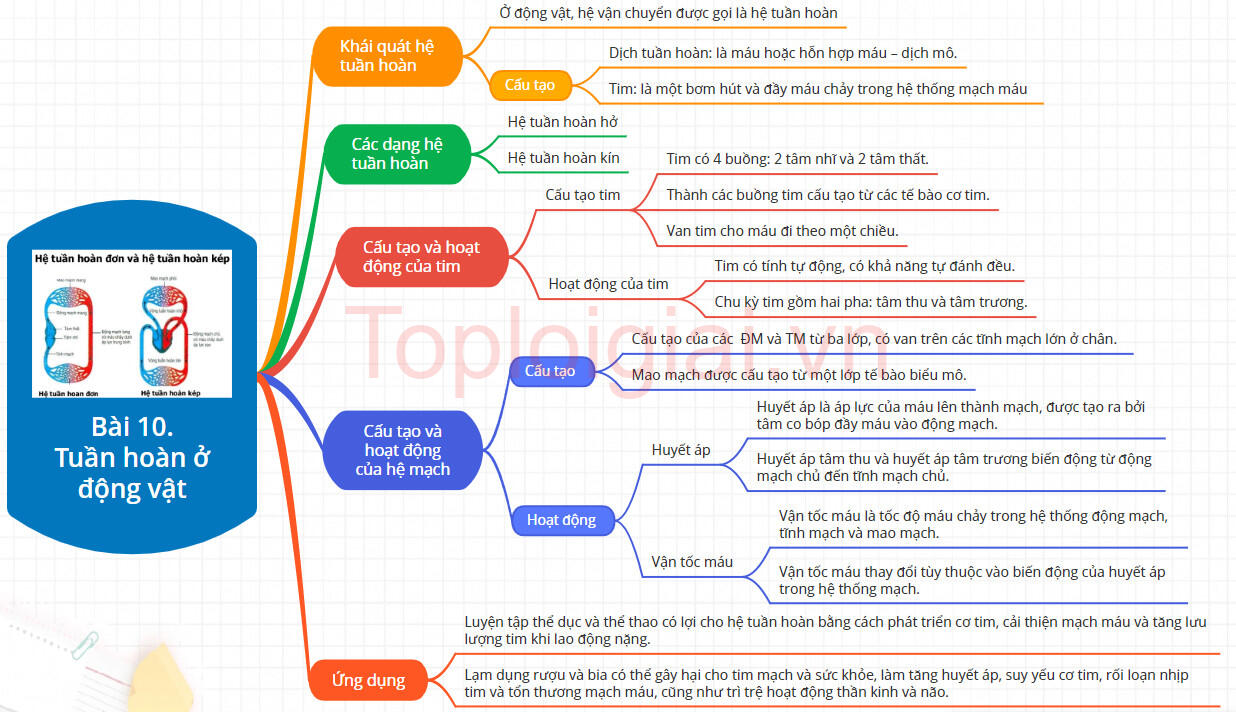 Ở động vật, hệ vận chuyển được gọi là hệ tuần hoàn
Khái quát hệ
tuần hoàn
Dịch tuần hoàn: là máu hoặc hỗn hợp máu – dịch mô.
Cấu tạo
Tim: là một bơm hút và đẩy máu chảy trong hệ thống mạch máu
Các dạng hệ
tuần hoàn
Hệ tuần hoàn hở
Hệ tuần hoàn kín
Cấu tạo và hoạt
động của tim
Cấu tạo tim
Tim có 4 buồng: 2 tâm nhĩ và 2 tâm thất.
Thành các buồng tim cấu tạo từ các tế bào cơ tim.
Van tim cho máu đi theo một chiều.
Hoạt động của tim
Tim có tính tự động, có khả năng tự đánh đều.
Chu kỳ tim gồm hai pha: tâm thu và tâm trương.
Toploigiai.vn
Hệ tuần hoàn đơn và hệ tuần hoàn kép
Mao mạch mang
Động mạch mang
Tâm thất
Tâm nhĩ
Tĩnh mạch
Hệ tuần hoàn đơn
Mao mạch phổi
Hệ tuần hoàn kép
Bài 10.
Tuần hoàn ở
động vật
Cấu tạo và
hoạt động
của hệ mạch
Cấu tạo
Cấu tạo của các ĐM và TM từ ba lớp, có van trên các tĩnh mạch lớn ở chân.
Mao mạch được cấu tạo từ một lớp tế bào biểu mô.
Hoạt động
Huyết áp
Huyết áp là áp lực của máu lên thành mạch, được tạo ra bởi
tâm co bóp đẩy máu vào động mạch.
Huyết áp tâm thu và huyết áp tâm trương biến động từ động
mạch chủ đến tĩnh mạch chủ.
Vận tốc máu
Vận tốc máu là tốc độ máu chảy trong hệ thống động mạch,
tĩnh mạch và mao mạch.
Vận tốc máu thay đổi tùy thuộc vào biến động của huyết áp
trong hệ thống mạch.
Ứng dụng
Luyện tập thể dục và thể thao có lợi cho hệ tuần hoàn bằng cách phát triển cơ tim, cải thiện mạch máu và tăng lưu
lượng tim khi lao động nặng.
Lạm dụng rượu và bia có thể gây hại cho tim mạch và sức khỏe, làm tăng huyết áp, suy yếu cơ tim, rối loạn nhịp
tim và tổn thương mạch máu, cũng như trì trệ hoạt động thần kinh và não.